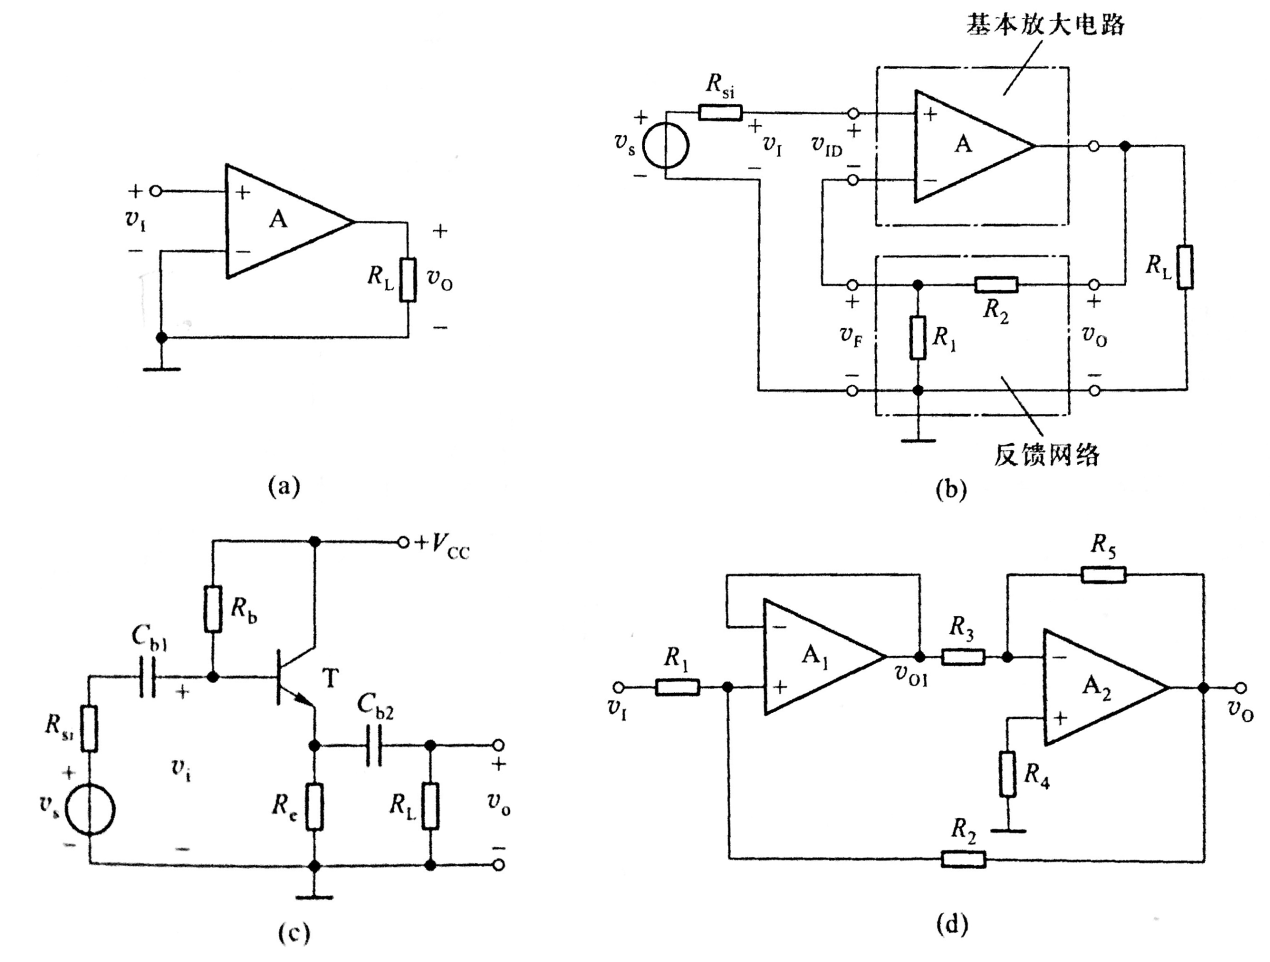 +
v_I
−
+
−
A
R_L
+
v_O
−
(a)
基本放大电路
R_si
+
v_s
−
+
v_I
−
+
v_ID
−
+
−
A
R_L
+
v_F
−
R_1
R_2
+
v_O
−
反馈网络
(b)
+V_CC
R_b
C_b1
+
T
R_si
C_b2
+
v_s
−
v_i
−
R_e
R_L
+
v_o
−
(c)
R_5
−
+
A_1
R_3
R_1
v_I
v_O1
−
+
A_2
v_O
R_4
R_2
(d)